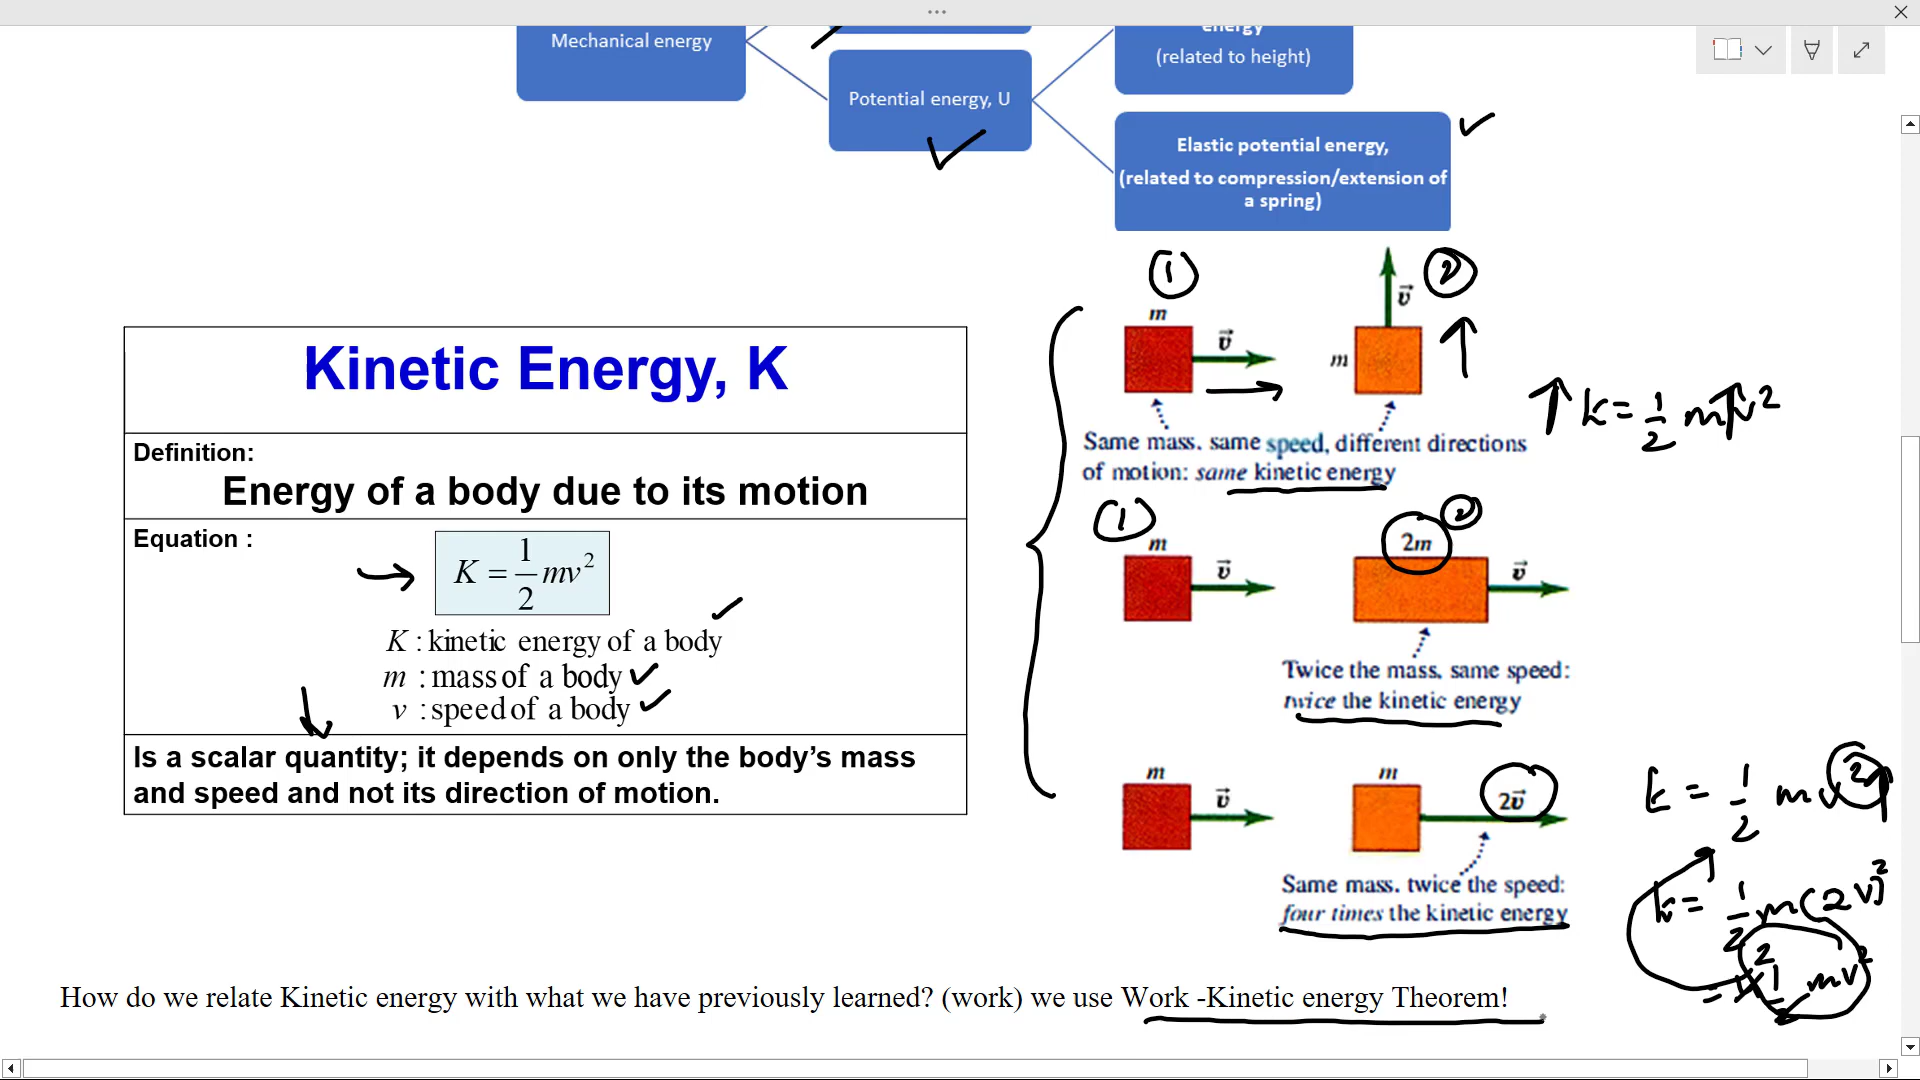 Mechanical energy
energy
(related to height)
Potential energy, U
Elastic potential energy,
(related to compression/extension of
a spring)
Kinetic Energy, K
Definition:
Energy of a body due to its motion
Equation :
K = 1/2 mv²
K : kinetic energy of a body
m : mass of a body
v : speed of a body
Is a scalar quantity; it depends on only the body's mass
and speed and not its direction of motion.
1
2
m
v⃗
v⃗
m
Same mass, same speed, different directions
of motion: same kinetic energy
↑ K = 1/2 m↑v²
1
2
m
v⃗
2m
v⃗
Twice the mass, same speed:
twice the kinetic energy
m
v⃗
m
2v⃗
Same mass, twice the speed:
four times the kinetic energy
K = 1/2 mv²
K = 1/2 m(2v)²
How do we relate Kinetic energy with what we have previously learned? (work) we use Work -Kinetic energy Theorem!